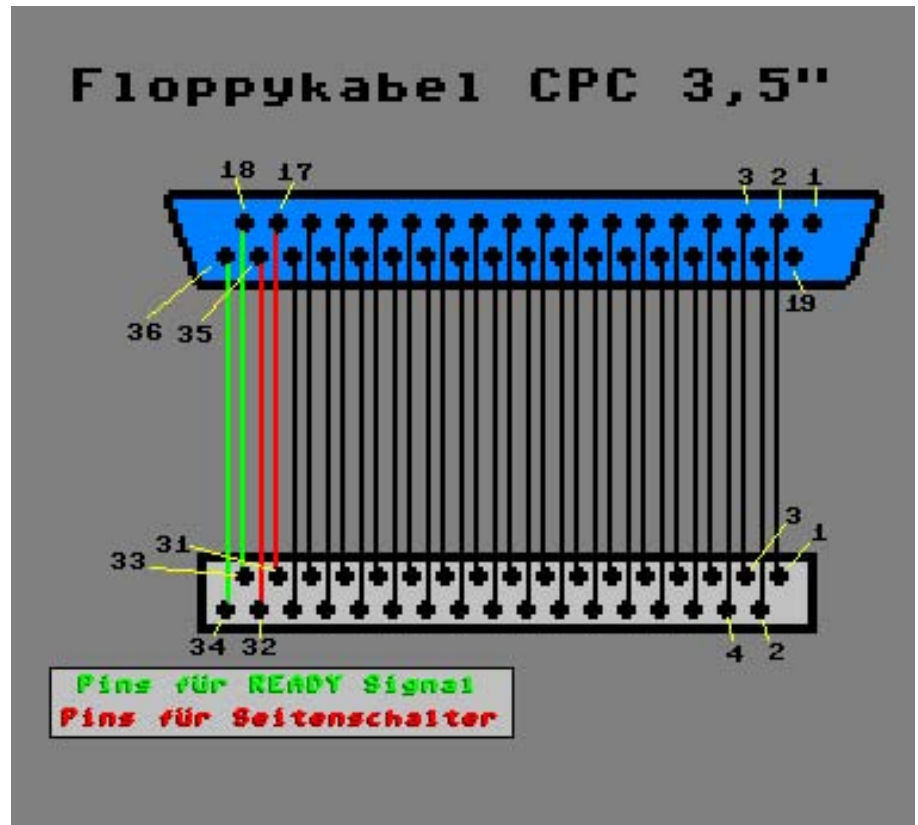 Floppykabel CPC 3,5"
18 17 3 2 1
36 35 19
31 3 1
33
34 32 4 2
Pins für READY Signal
Pins für Seitenschalter